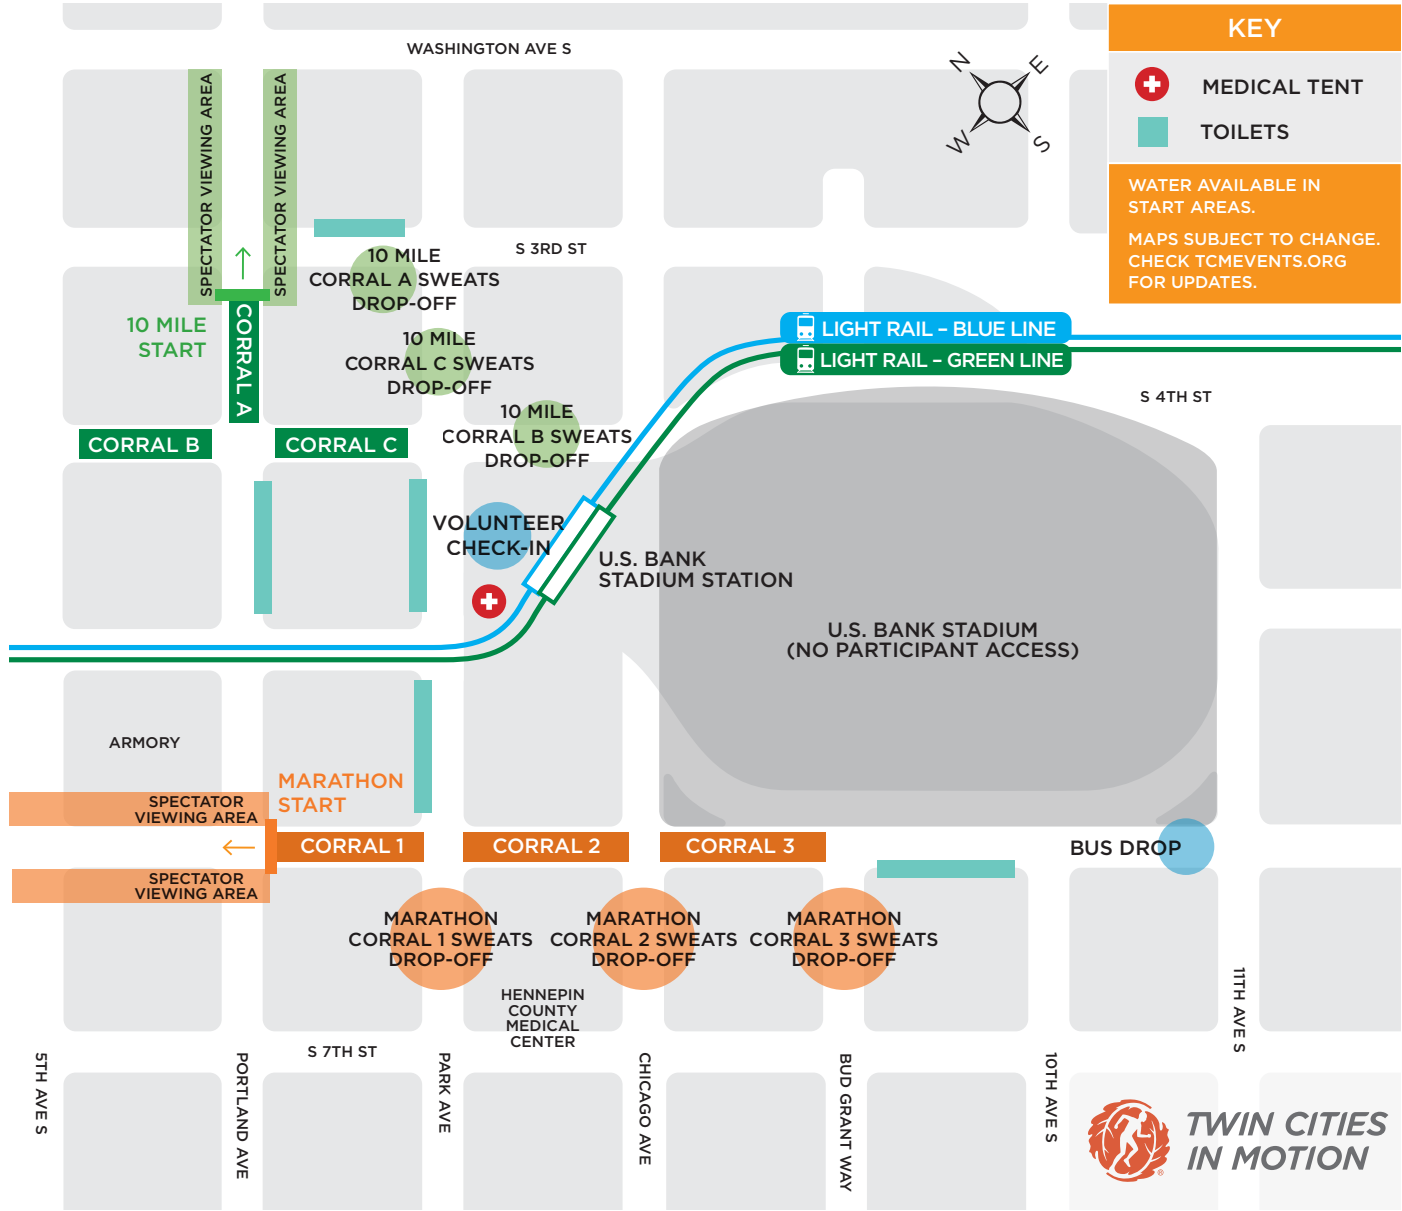 WASHINGTON AVE S
N
E
W
S
KEY
MEDICAL TENT
TOILETS
WATER AVAILABLE IN
START AREAS.
MAPS SUBJECT TO CHANGE.
CHECK TCMEVENTS.ORG
FOR UPDATES.
SPECTATOR VIEWING AREA
SPECTATOR VIEWING AREA
S 3RD ST
10 MILE
CORRAL A SWEATS
DROP-OFF
10 MILE
START
CORRAL A
10 MILE
CORRAL C SWEATS
DROP-OFF
LIGHT RAIL – BLUE LINE
LIGHT RAIL – GREEN LINE
S 4TH ST
10 MILE
CORRAL B SWEATS
DROP-OFF
CORRAL B
CORRAL C
VOLUNTEER
CHECK-IN
U.S. BANK
STADIUM STATION
U.S. BANK STADIUM
(NO PARTICIPANT ACCESS)
ARMORY
MARATHON
START
SPECTATOR
VIEWING AREA
CORRAL 1
CORRAL 2
CORRAL 3
BUS DROP
SPECTATOR
VIEWING AREA
MARATHON
CORRAL 1 SWEATS
DROP-OFF
MARATHON
CORRAL 2 SWEATS
DROP-OFF
MARATHON
CORRAL 3 SWEATS
DROP-OFF
HENNEPIN
COUNTY
MEDICAL
CENTER
S 7TH ST
5TH AVE S
PORTLAND AVE
PARK AVE
CHICAGO AVE
BUD GRANT WAY
10TH AVE S
11TH AVE S
TWIN CITIES
IN MOTION
®